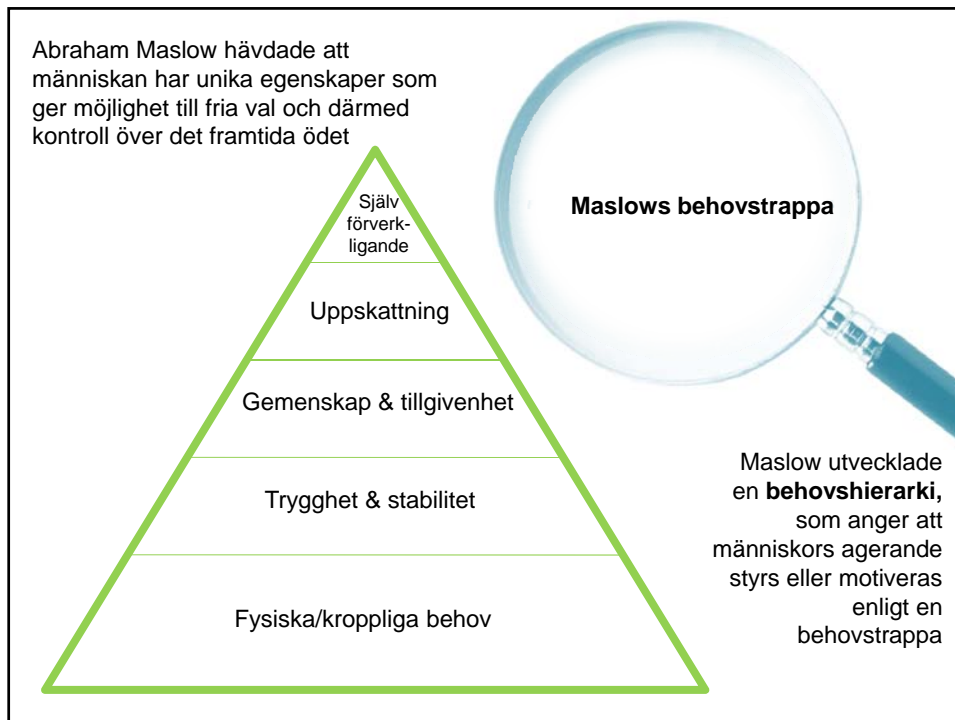 Abraham Maslow hävdade att
människan har unika egenskaper som
ger möjlighet till fria val och därmed
kontroll över det framtida ödet
Maslows behovstrappa
Själv
förverk-
ligande
Uppskattning
Gemenskap & tillgivenhet
Trygghet & stabilitet
Fysiska/kroppliga behov
Maslow utvecklade
en behovshierarki,
som anger att
människors agerande
styrs eller motiveras
enligt en
behovstrappa